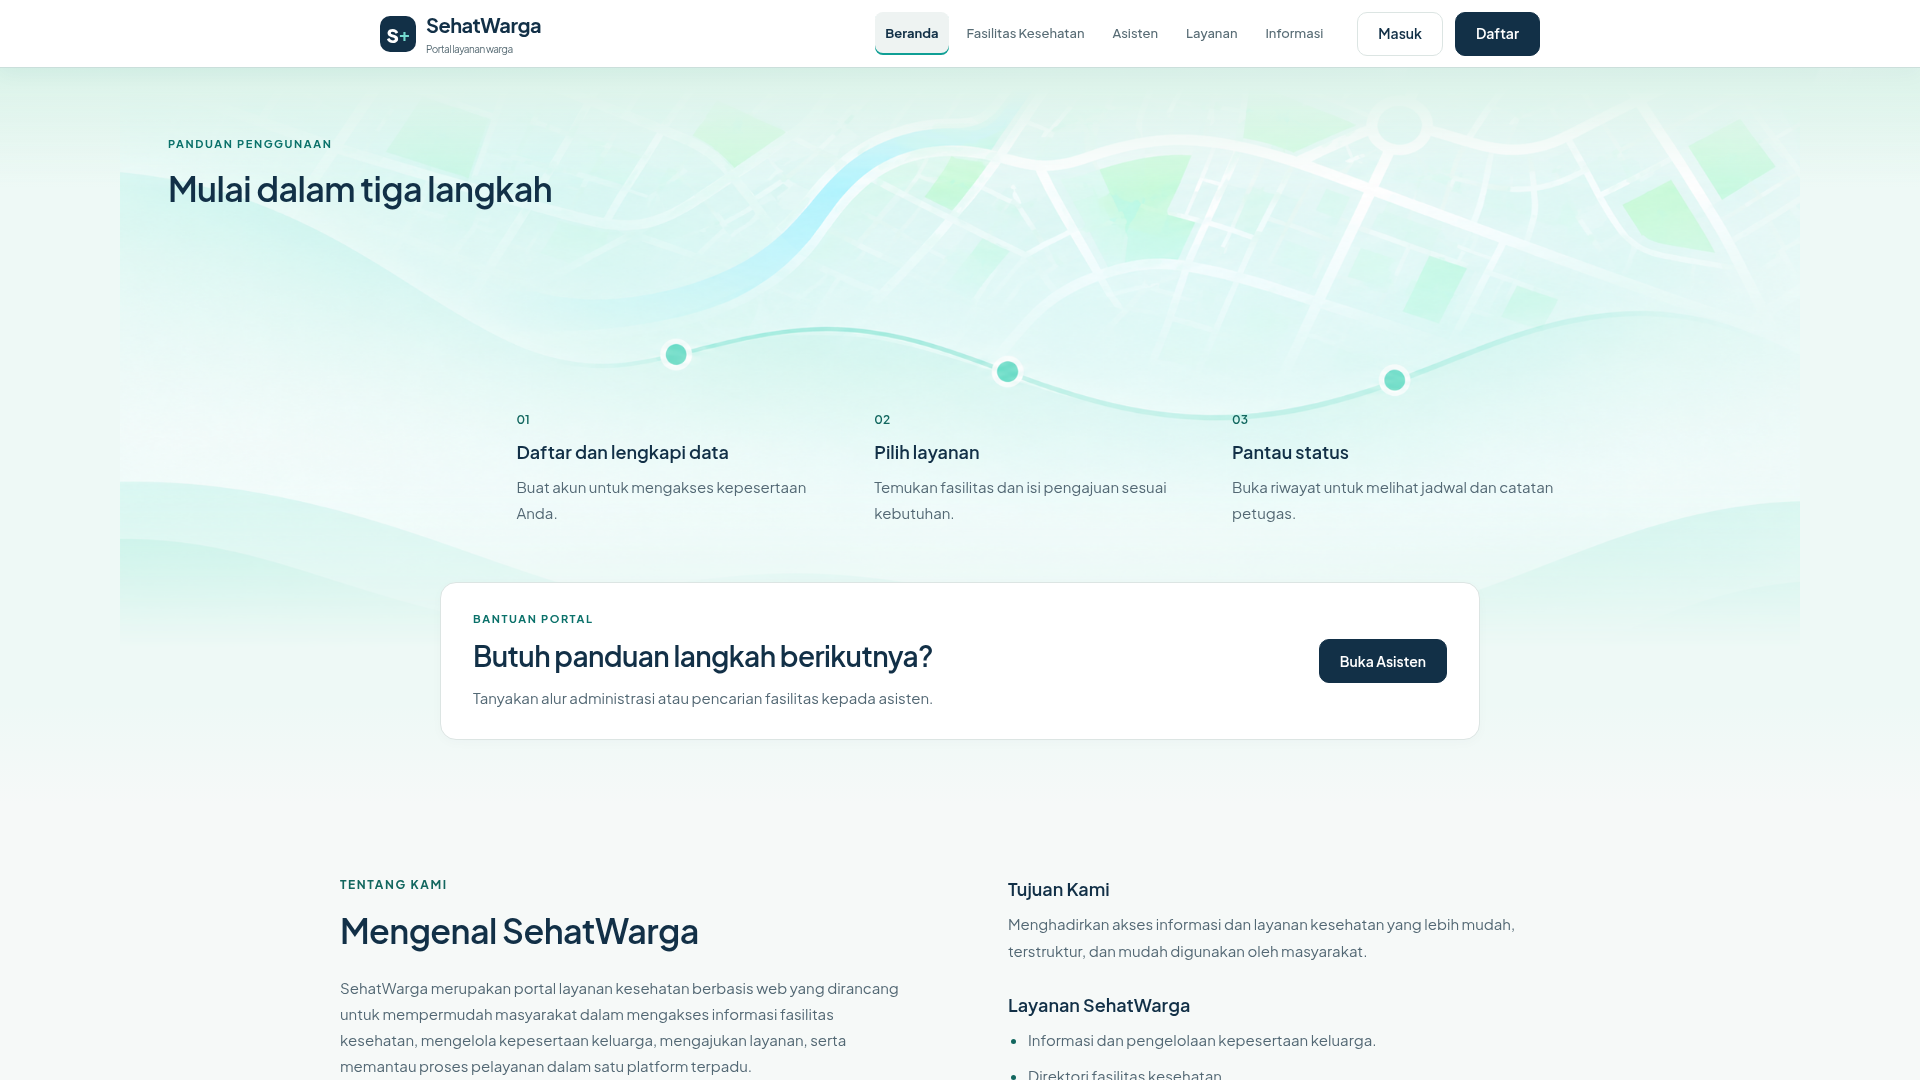 S+
SehatWarga
Portal layanan warga
Beranda
Fasilitas Kesehatan
Asisten
Layanan
Informasi
Masuk
Daftar
PANDUAN PENGGUNAAN
Mulai dalam tiga langkah
01
Daftar dan lengkapi data
Buat akun untuk mengakses kepesertaan
Anda.
02
Pilih layanan
Temukan fasilitas dan isi pengajuan sesuai
kebutuhan.
03
Pantau status
Buka riwayat untuk melihat jadwal dan catatan
petugas.
BANTUAN PORTAL
Butuh panduan langkah berikutnya?
Tanyakan alur administrasi atau pencarian fasilitas kepada asisten.
Buka Asisten
TENTANG KAMI
Mengenal SehatWarga
SehatWarga merupakan portal layanan kesehatan berbasis web yang dirancang
untuk mempermudah masyarakat dalam mengakses informasi fasilitas
kesehatan, mengelola kepesertaan keluarga, mengajukan layanan, serta
memantau proses pelayanan dalam satu platform terpadu.
Tujuan Kami
Menghadirkan akses informasi dan layanan kesehatan yang lebih mudah,
terstruktur, dan mudah digunakan oleh masyarakat.
Layanan SehatWarga
Informasi dan pengelolaan kepesertaan keluarga.
Direktori fasilitas kesehatan.